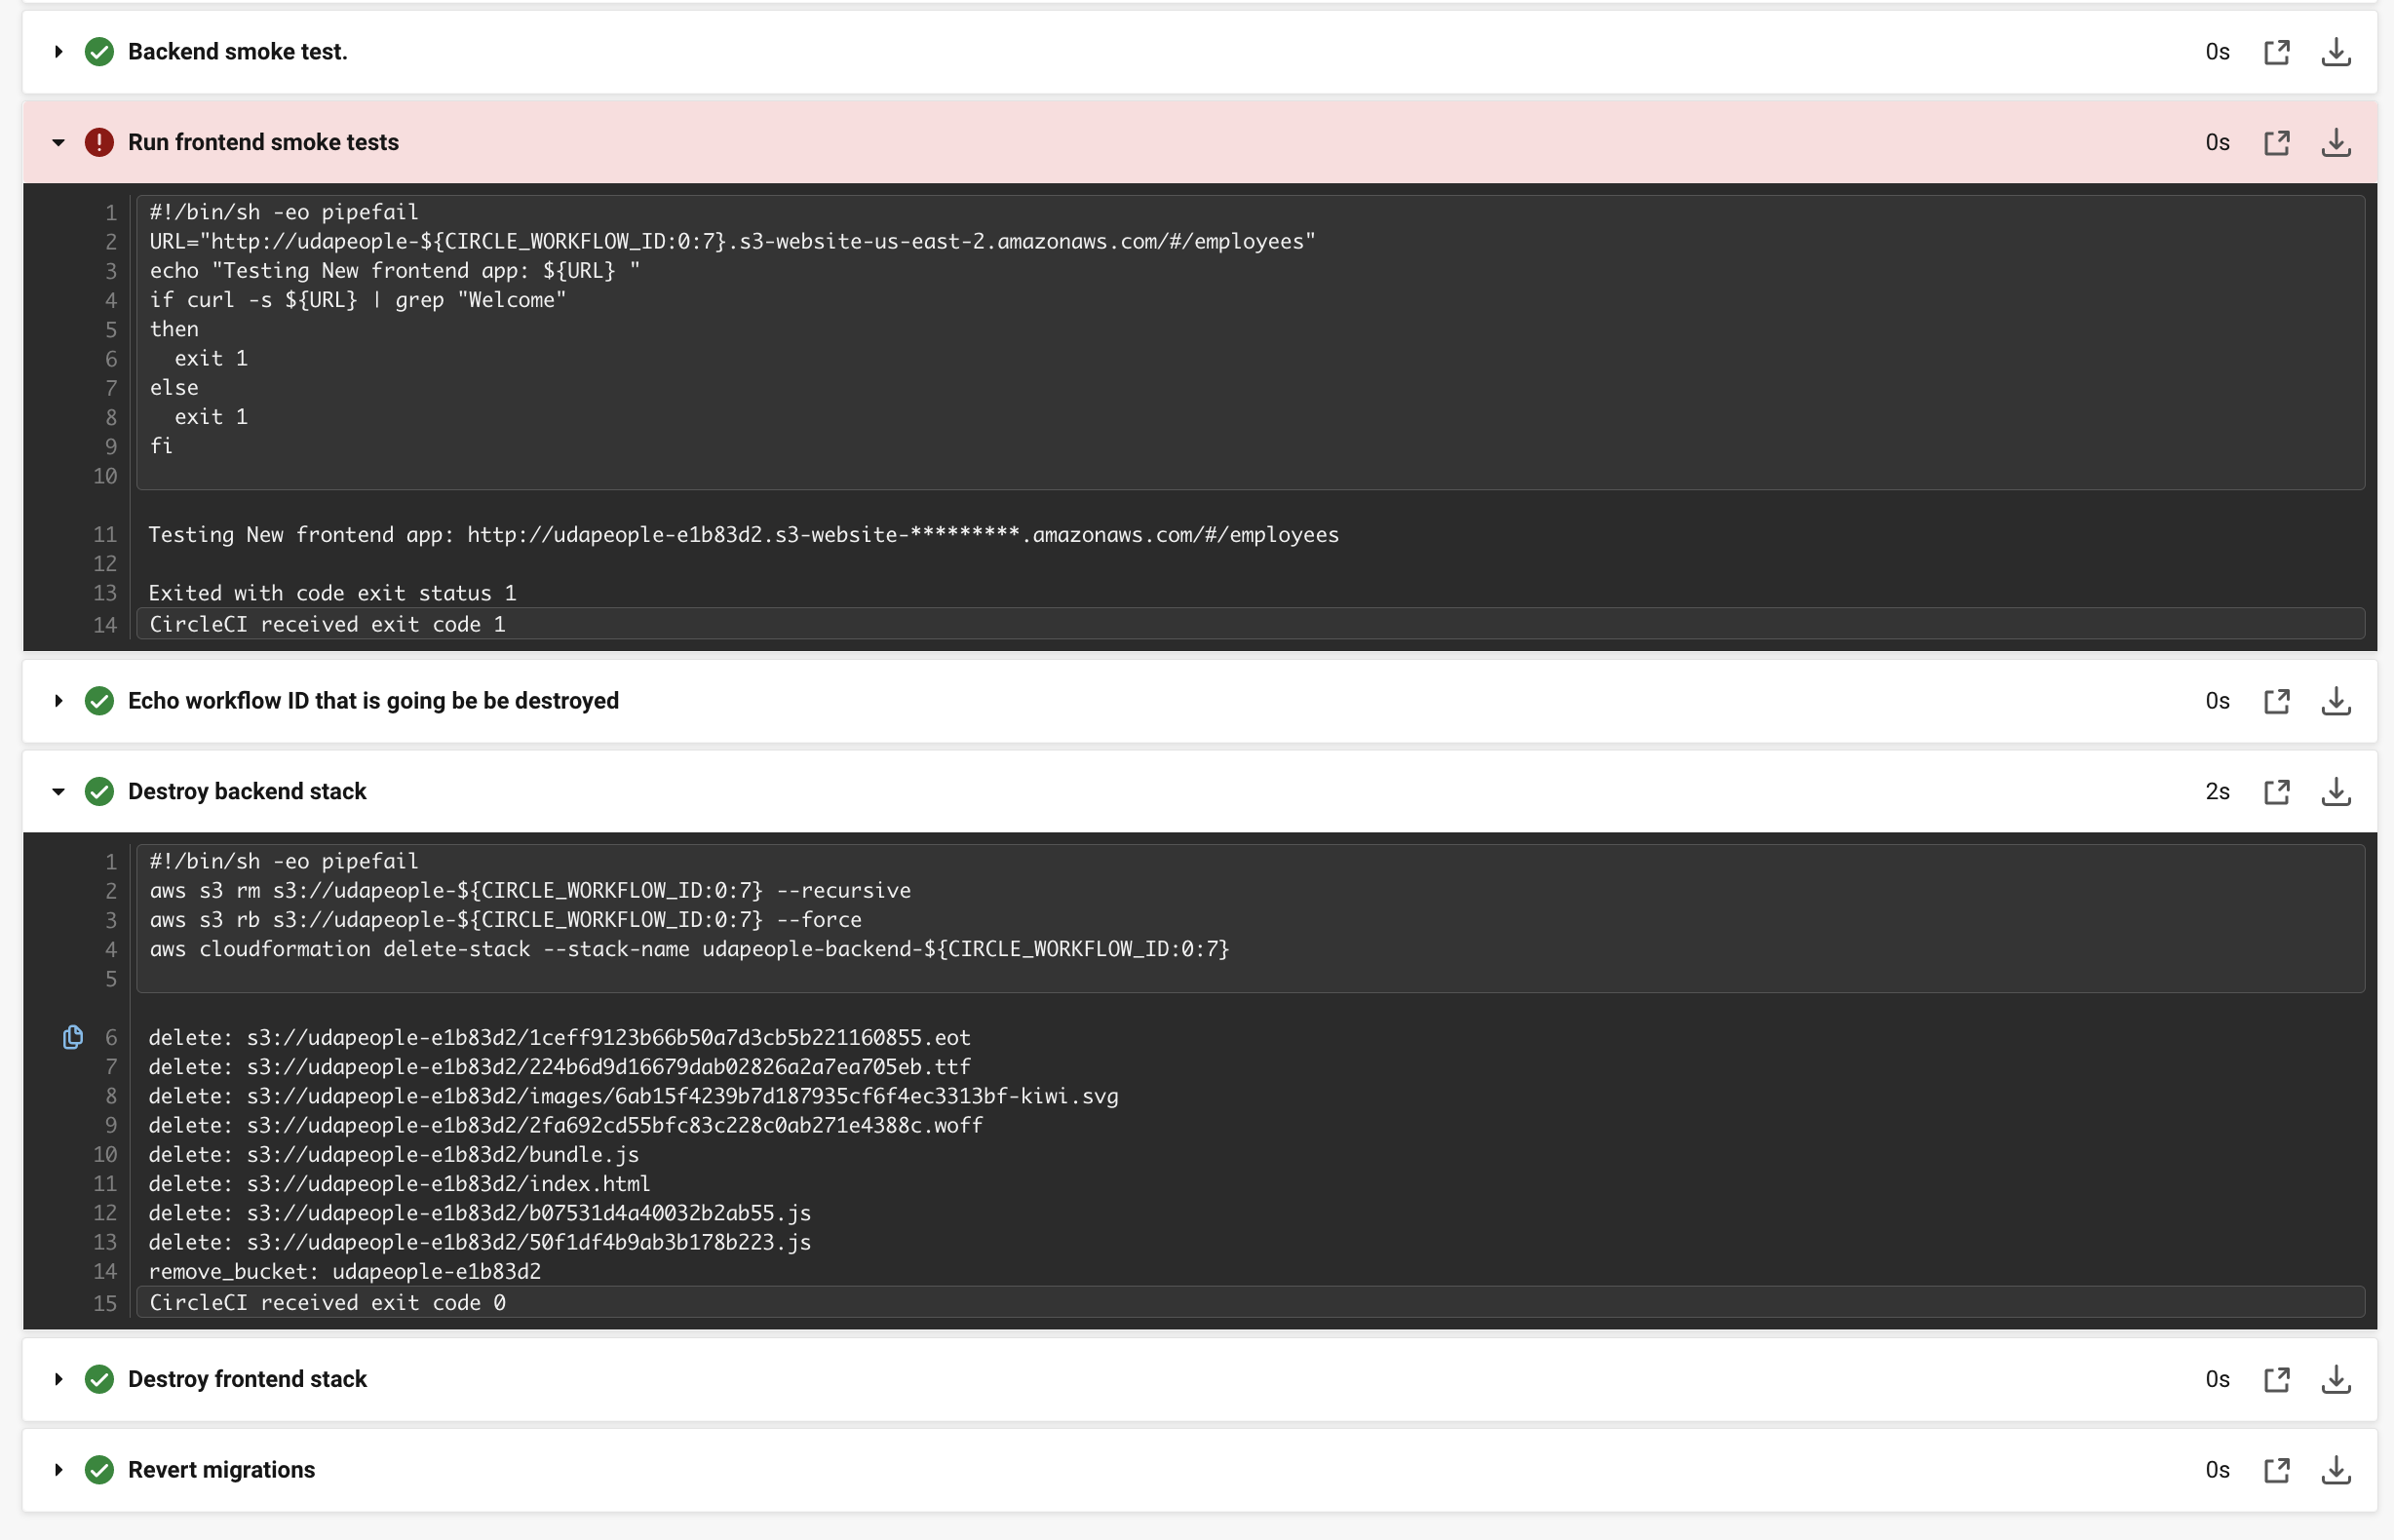 Backend smoke test.
0s
Run frontend smoke tests
0s
1 #!/bin/sh -eo pipefail
2 URL="http://udapeople-${CIRCLE_WORKFLOW_ID:0:7}.s3-website-us-east-2.amazonaws.com/#/employees"
3 echo "Testing New frontend app: ${URL} "
4 if curl -s ${URL} | grep "Welcome"
5 then
6   exit 1
7 else
8   exit 1
9 fi
10
11 Testing New frontend app: http://udapeople-e1b83d2.s3-website-*********.amazonaws.com/#/employees
12
13 Exited with code exit status 1
14 CircleCI received exit code 1
Echo workflow ID that is going be be destroyed
0s
Destroy backend stack
2s
1 #!/bin/sh -eo pipefail
2 aws s3 rm s3://udapeople-${CIRCLE_WORKFLOW_ID:0:7} --recursive
3 aws s3 rb s3://udapeople-${CIRCLE_WORKFLOW_ID:0:7} --force
4 aws cloudformation delete-stack --stack-name udapeople-backend-${CIRCLE_WORKFLOW_ID:0:7}
5
6 delete: s3://udapeople-e1b83d2/1ceff9123b66b50a7d3cb5b221160855.eot
7 delete: s3://udapeople-e1b83d2/224b6d9d16679dab02826a2a7ea705eb.ttf
8 delete: s3://udapeople-e1b83d2/images/6ab15f4239b7d187935cf6f4ec3313bf-kiwi.svg
9 delete: s3://udapeople-e1b83d2/2fa692cd55bfc83c228c0ab271e4388c.woff
10 delete: s3://udapeople-e1b83d2/bundle.js
11 delete: s3://udapeople-e1b83d2/index.html
12 delete: s3://udapeople-e1b83d2/b07531d4a40032b2ab55.js
13 delete: s3://udapeople-e1b83d2/50f1df4b9ab3b178b223.js
14 remove_bucket: udapeople-e1b83d2
15 CircleCI received exit code 0
Destroy frontend stack
0s
Revert migrations
0s